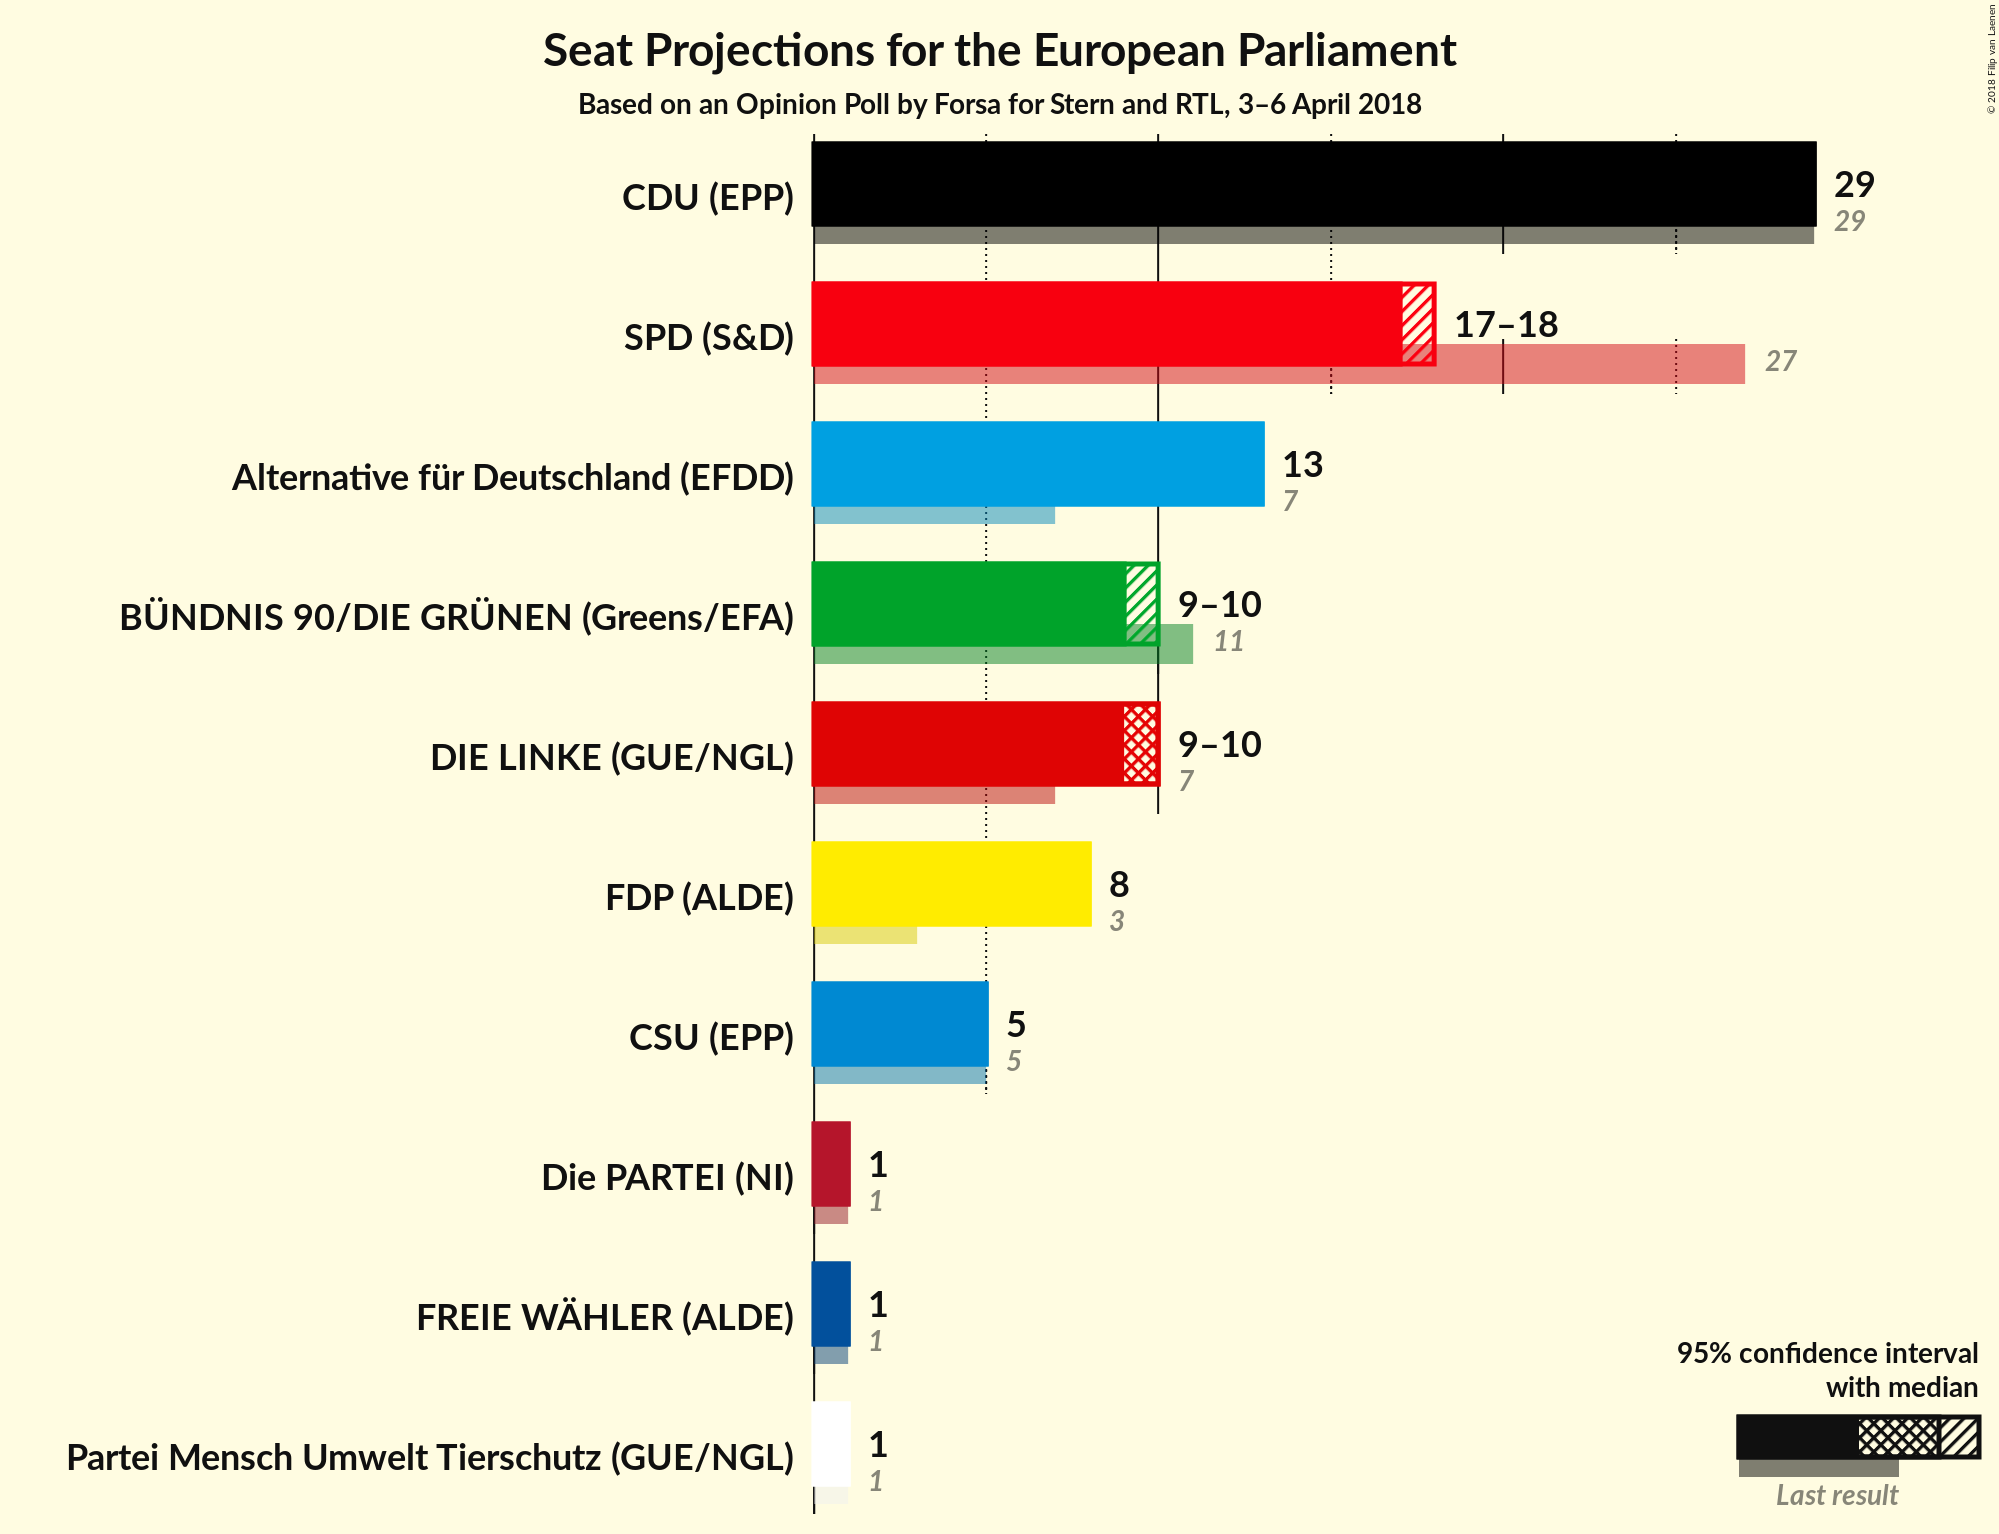 Seat Projections for the European Parliament
Based on an Opinion Poll by Forsa for Stern and RTL, 3–6 April 2018
© 2018 Filip van Laenen
CDU (EPP)
29
29
SPD (S&D)
17–18
27
Alternative für Deutschland (EFDD)
13
7
BÜNDNIS 90/DIE GRÜNEN (Greens/EFA)
9–10
11
DIE LINKE (GUE/NGL)
9–10
7
FDP (ALDE)
8
3
CSU (EPP)
5
5
Die PARTEI (NI)
1
1
FREIE WÄHLER (ALDE)
1
1
Partei Mensch Umwelt Tierschutz (GUE/NGL)
1
1
95% confidence interval
with median
Last result